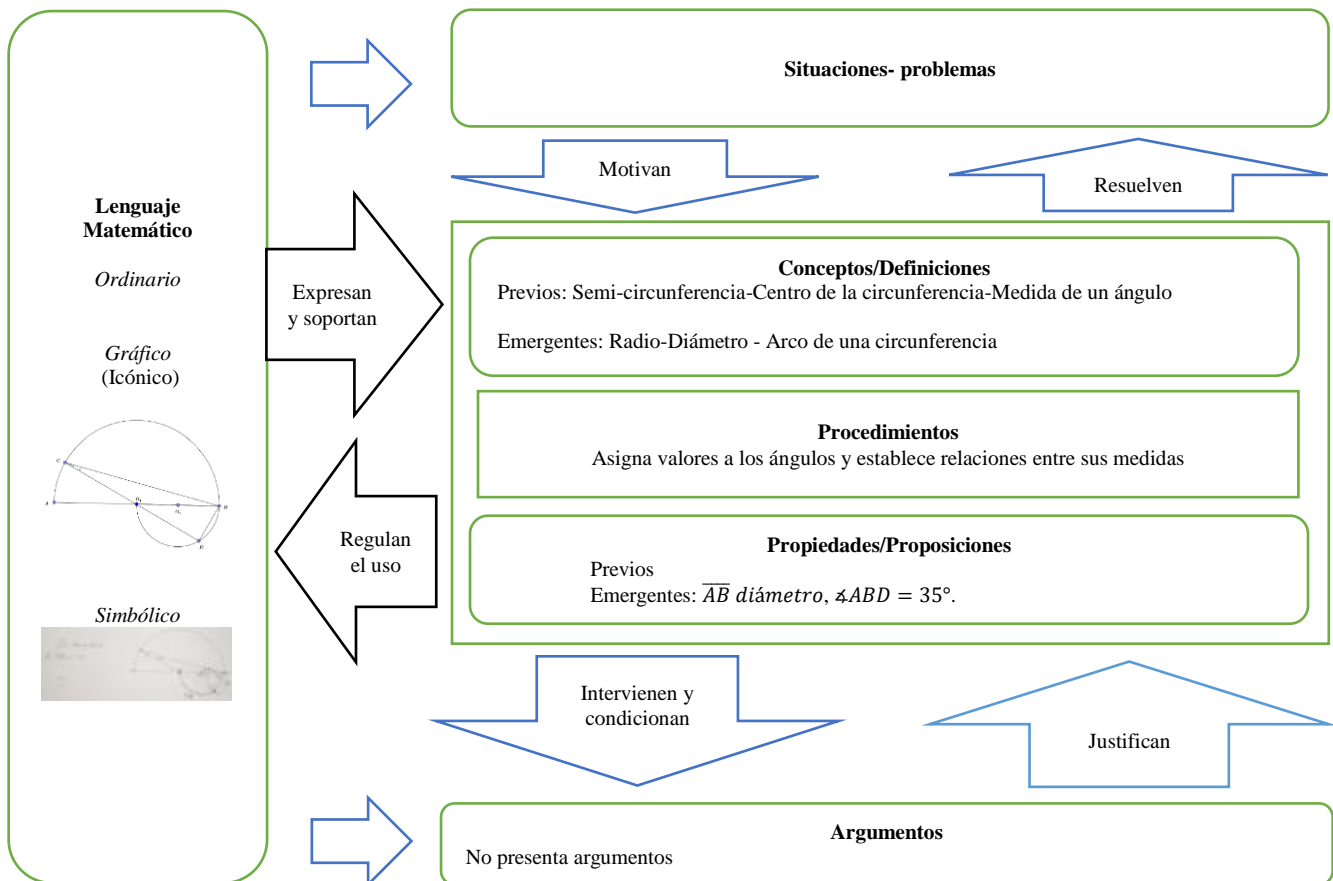 Lenguaje
Matemático
Ordinario
Gráfico
(Icónico)
C
A
B
D
Simbólico
Situaciones- problemas
Motivan
Resuelven
Expresan
y soportan
Conceptos/Definiciones
Previos: Semi-circunferencia-Centro de la circunferencia-Medida de un ángulo
Emergentes: Radio-Diámetro - Arco de una circunferencia
Procedimientos
Asigna valores a los ángulos y establece relaciones entre sus medidas
Regulan
el uso
Propiedades/Proposiciones
Previos
Emergentes: A̅B̅ diámetro, ∡ABD = 35°.
Intervienen y
condicionan
Justifican
Argumentos
No presenta argumentos